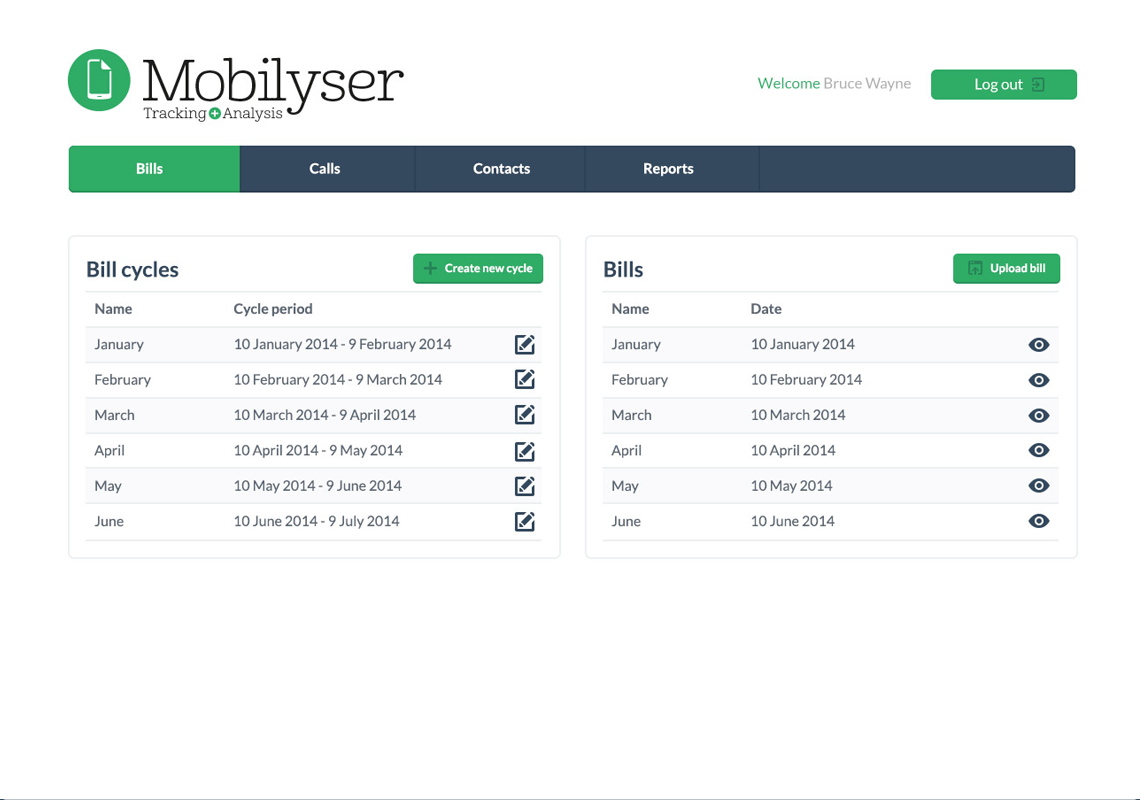 Mobilyser
Tracking+Analysis
Welcome Bruce Wayne
Log out
Bills Calls Contacts Reports
Bill cycles
Create new cycle
Name Cycle period
January 10 January 2014 - 9 February 2014
February 10 February 2014 - 9 March 2014
March 10 March 2014 - 9 April 2014
April 10 April 2014 - 9 May 2014
May 10 May 2014 - 9 June 2014
June 10 June 2014 - 9 July 2014
Bills
Upload bill
Name Date
January 10 January 2014
February 10 February 2014
March 10 March 2014
April 10 April 2014
May 10 May 2014
June 10 June 2014